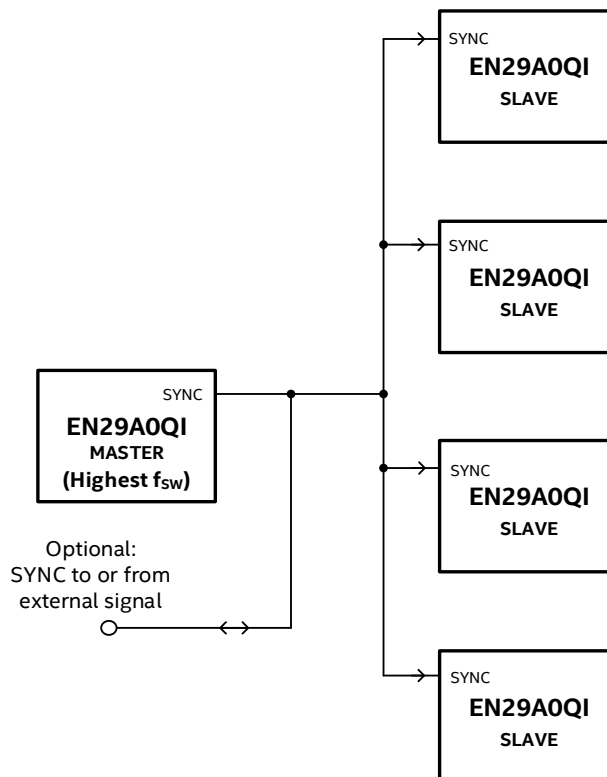 SYNC
EN29A0QI
SLAVE
SYNC
EN29A0QI
SLAVE
SYNC
EN29A0QI
MASTER
(Highest fsw)
Optional:
SYNC to or from
external signal
SYNC
EN29A0QI
SLAVE
SYNC
EN29A0QI
SLAVE